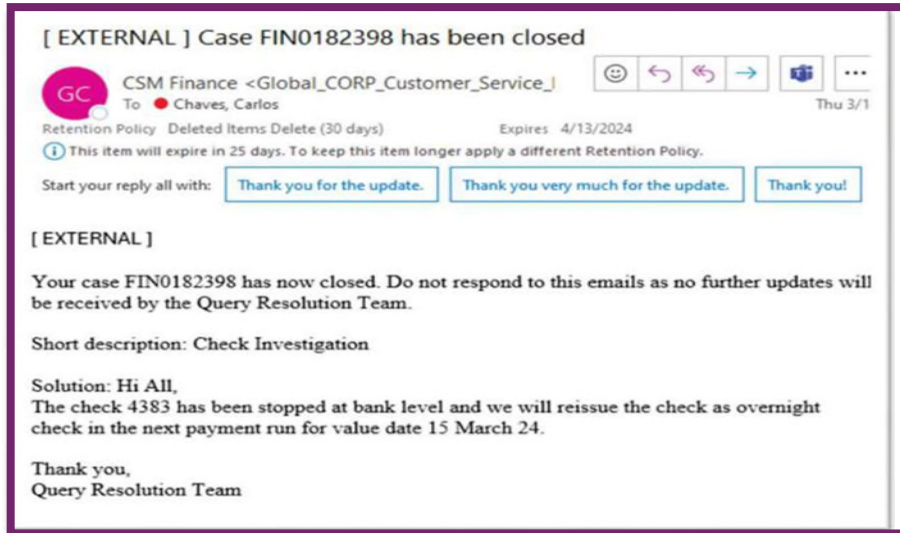 [ EXTERNAL ] Case FIN0182398 has been closed
GC
CSM Finance <Global_CORP_Customer_Service_
To Chaves, Carlos
Thu 3/1
Retention Policy Deleted Items Delete (30 days) Expires 4/13/2024
This item will expire in 25 days. To keep this item longer apply a different Retention Policy.
Start your reply all with: Thank you for the update. Thank you very much for the update. Thank you!
[ EXTERNAL ]
Your case FIN0182398 has now closed. Do not respond to this emails as no further updates will
be received by the Query Resolution Team.
Short description: Check Investigation
Solution: Hi All,
The check 4383 has been stopped at bank level and we will reissue the check as overnight
check in the next payment run for value date 15 March 24.
Thank you,
Query Resolution Team